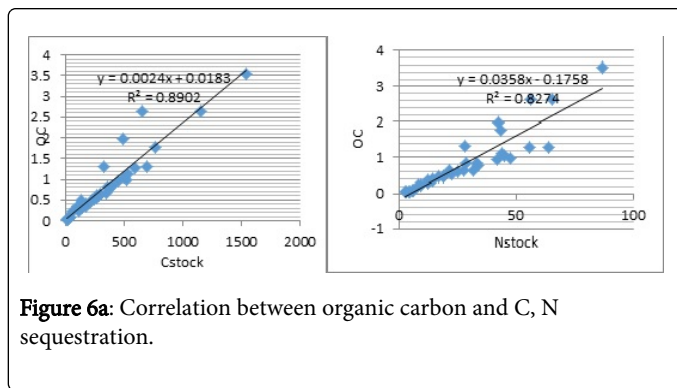 4
3.5
3
2.5
2
1.5
1
0.5
0
OC
y = 0.0024x + 0.0183
R² = 0.8902
0 500 1000 1500 2000
Cstock
4
3
2
1
0
-1
OC
y = 0.0358x - 0.1758
R² = 0.8274
0 50 100
Nstock
Figure 6a: Correlation between organic carbon and C, N
sequestration.